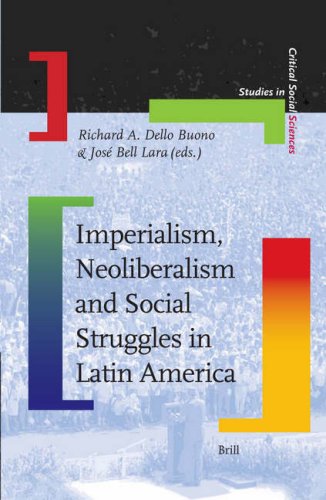 Studies in
Critical Social Sciences
Richard A. Dello Buono
& José Bell Lara (eds.)
Imperialism,
Neoliberalism
and Social
Struggles in
Latin America
Brill